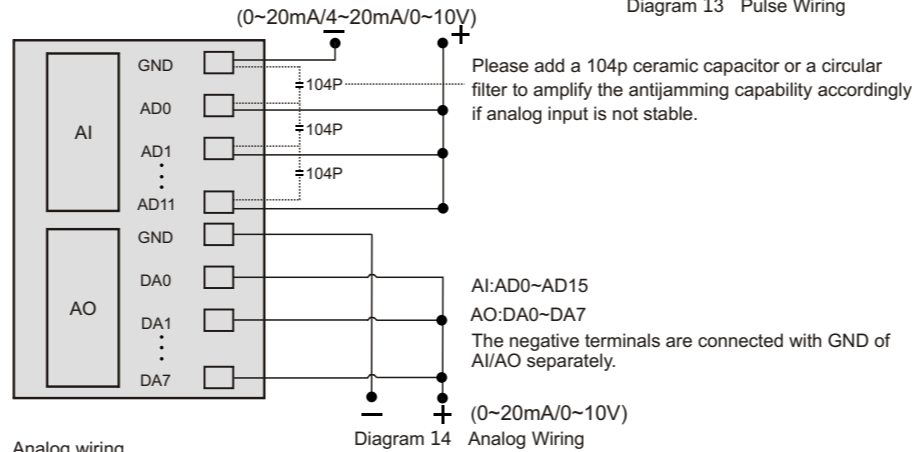 Diagram 13 Pulse Wiring
(0~20mA/4~20mA/0~10V)
− +
GND
AD0
AD1
AD11
AI
104P
104P
104P
Please add a 104p ceramic capacitor or a circular
filter to amplify the antijamming capability accordingly
if analog input is not stable.
GND
DA0
DA1
DA7
AO
AI:AD0~AD15
AO:DA0~DA7
The negative terminals are connected with GND of
AI/AO separately.
− + (0~20mA/0~10V)
Diagram 14 Analog Wiring
Analog wiring